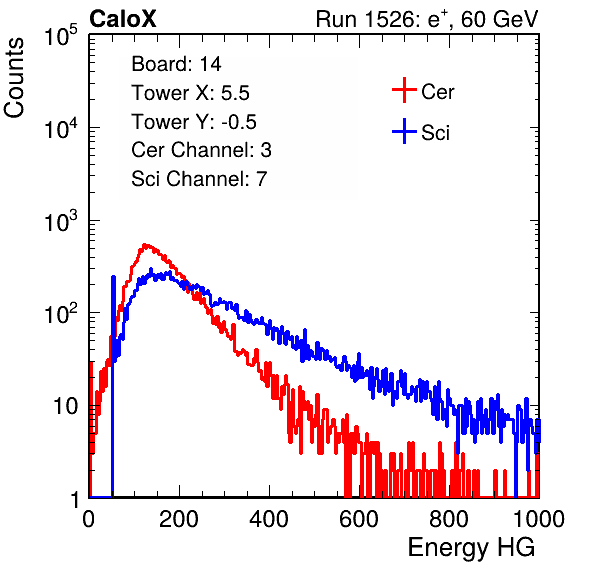 CaloX Run 1526: e⁺, 60 GeV
Counts
10⁵
10⁴
10³
10²
10
1
Board: 14
Tower X: 5.5
Tower Y: -0.5
Cer Channel: 3
Sci Channel: 7
Cer
Sci
0 200 400 600 800 1000
Energy HG